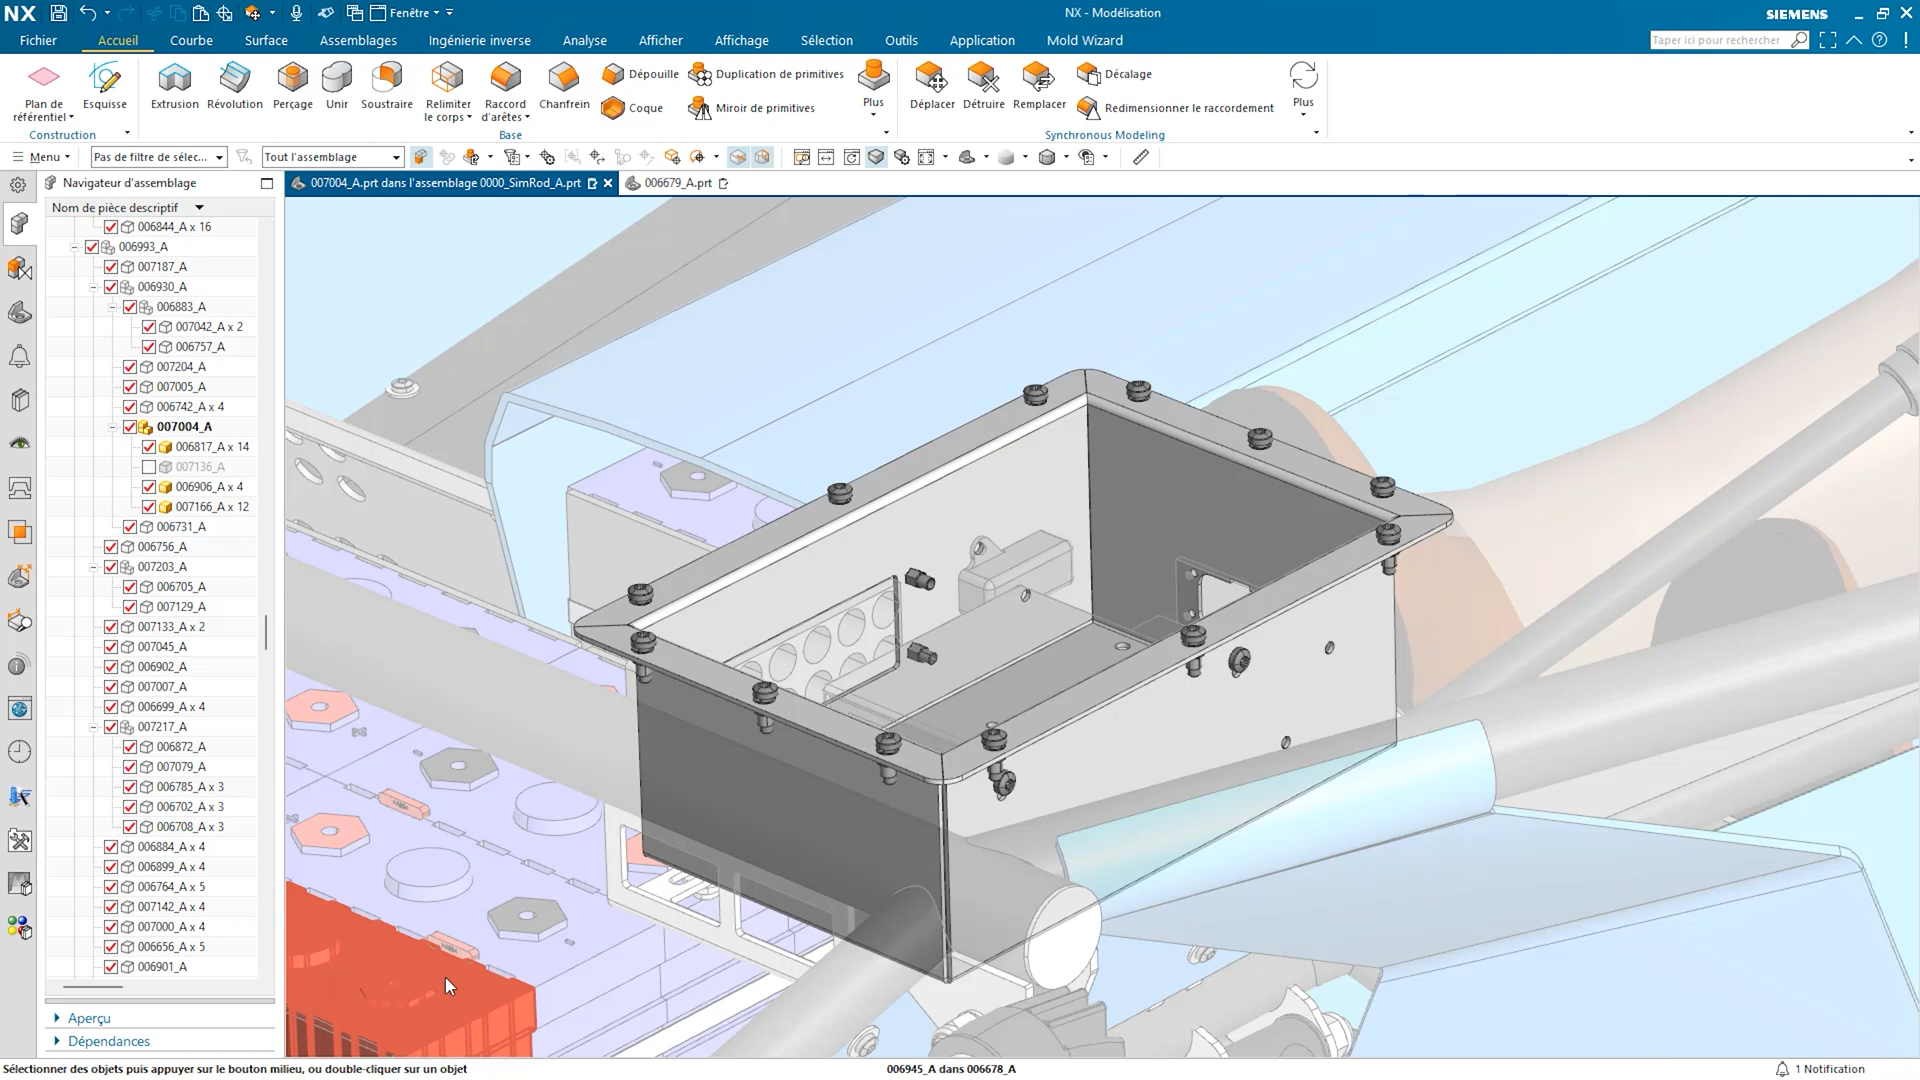 NX
Fenêtre
NX - Modélisation
SIEMENS
Fichier
Accueil
Courbe
Surface
Assemblages
Ingénierie inverse
Analyse
Afficher
Affichage
Sélection
Outils
Application
Mold Wizard
Taper ici pour rechercher
Plan de
référentiel
Esquisse
Extrusion
Révolution
Perçage
Unir
Soustraire
Relimiter
le corps
Raccord
d'arêtes
Chanfrein
Dépouille
Coque
Duplication de primitives
Miroir de primitives
Plus
Déplacer
Détruire
Remplacer
Décalage
Redimensionner le raccordement
Plus
Construction
Base
Synchronous Modeling
Menu
Pas de filtre de sélec...
Tout l'assemblage
Navigateur d'assemblage
007004_A.prt dans l'assemblage 0000_SimRod_A.prt
006679_A.prt
Nom de pièce descriptif
006844_A x 16
006993_A
007187_A
006930_A
006883_A
007042_A x 2
006757_A
007204_A
007005_A
006742_A x 4
007004_A
006817_A x 14
007136_A
006906_A x 4
007166_A x 12
006731_A
006756_A
007203_A
006705_A
007129_A
007133_A x 2
007045_A
006902_A
007007_A
006699_A x 4
007217_A
006872_A
007079_A
006785_A x 3
006702_A x 3
006708_A x 3
006884_A x 4
006899_A x 4
006764_A x 5
007142_A x 4
007000_A x 4
006656_A x 5
006901_A
Aperçu
Dépendances
Sélectionner des objets puis appuyer sur le bouton milieu, ou double-cliquer sur un objet
006945_A dans 006678_A
1 Notification